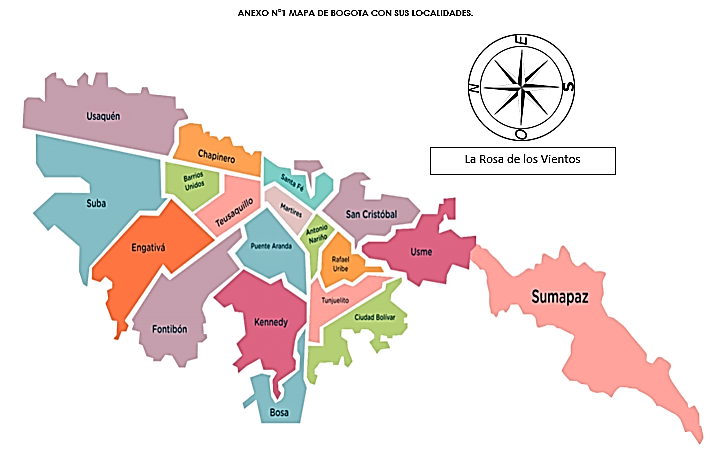 ANEXO N°1 MAPA DE BOGOTA CON SUS LOCALIDADES.
E
N
S
O
La Rosa de los Vientos
Usaquén
Chapinero
Barrios
Unidos
Santa Fé
Suba
Teusaquillo
Martires
San Cristóbal
Antonio
Nariño
Engativá
Puente Aranda
Usme
Rafael
Uribe
Sumapaz
Tunjuelito
Fontibón
Kennedy
Ciudad Bolívar
Bosa